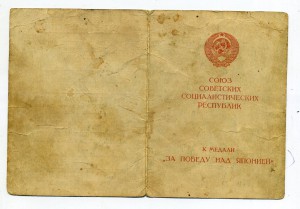 СОЮЗ
СОВЕТСКИХ
СОЦИАЛИСТИЧЕСКИХ
РЕСПУБЛИК
К МЕДАЛИ
„ЗА ПОБЕДУ НАД ЯПОНИЕЙ"